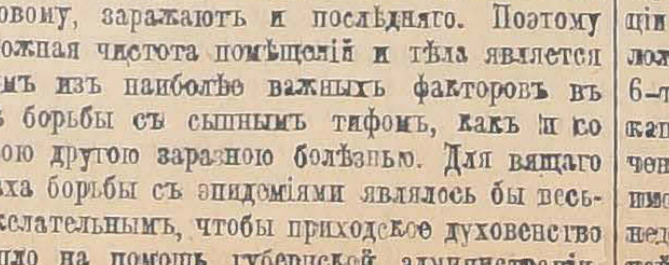 овому, заражаютъ и послѣдняго. Поэтому
ожная чистота помѣщеній и тѣла является
мъ изъ наиболѣе важныхъ факторовъ въ
ъ борьбы съ сыпнымъ тифомъ, какъ и со
ою другою заразною болѣзнью. Для вящаго
ха борьбы съ эпидеміями являлось бы весь-
желательнымъ, чтобы приходское духовенство
на помощь губернской